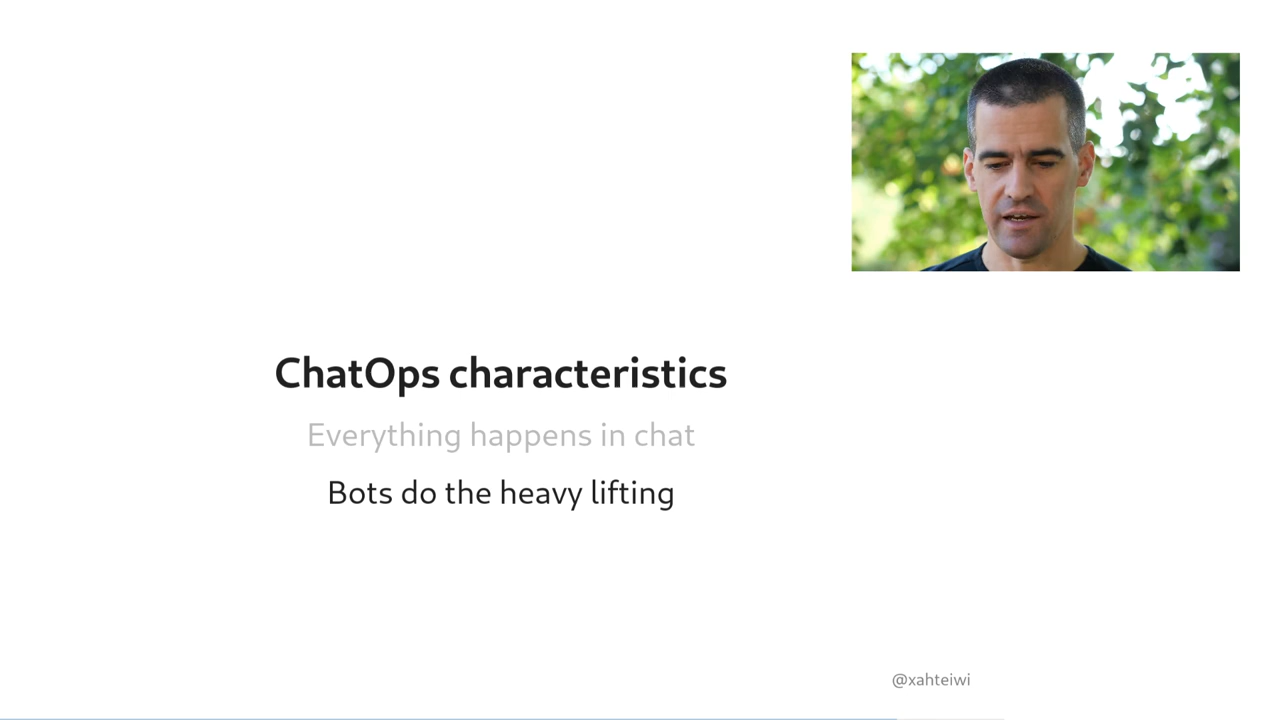 ChatOps characteristics
Everything happens in chat
Bots do the heavy lifting
@xahteiwi